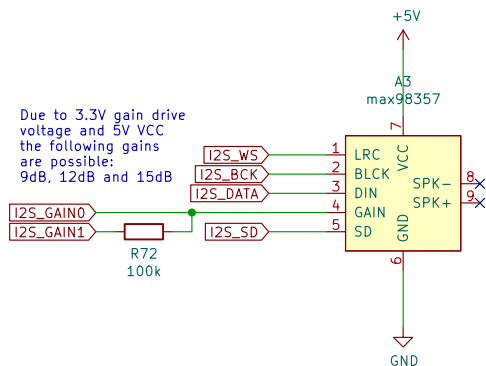 +5V
A3
max98357
Due to 3.3V gain drive
voltage and 5V VCC
the following gains
are possible:
9dB, 12dB and 15dB
7
VCC
I2S_WS 1 LRC
I2S_BCK 2 BLCK
I2S_DATA 3 DIN
SPK- 8
SPK+ 9
I2S_GAIN0 4 GAIN
I2S_GAIN1
I2S_SD 5 SD
GND
6
R72
100k
GND